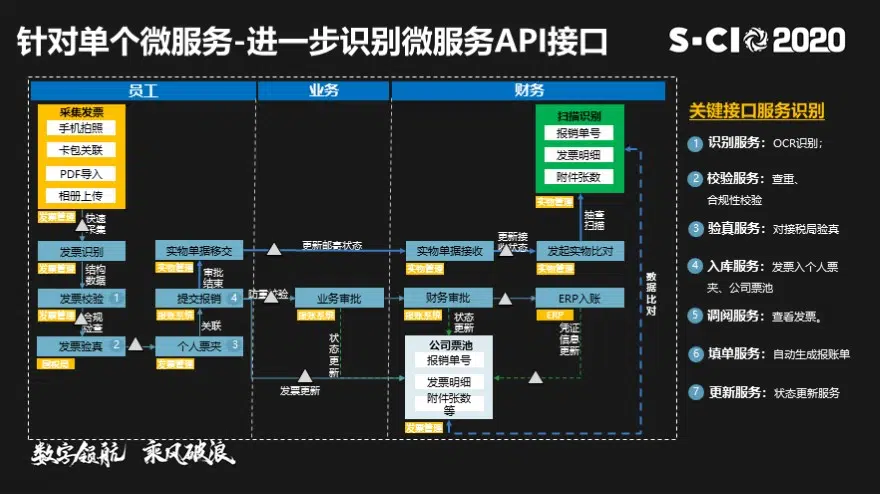 针对单个微服务-进一步识别微服务API接口
S-CIO 2020
员工
业务
财务
采集发票
手机拍照
卡包关联
PDF导入
相册上传
发票管理
快速
采集
扫描识别
报销单号
发票明细
附件张数
实物管理
抽查
扫描
发票识别
发票管理
结构
数据
实物单据移交
实物管理
审批
结束
更新邮寄状态
实物单据接收
实物管理
更新接
收状态
发起实物比对
实物管理
数据比对
发票校验 1
发票管理
合规
检查
提交报销 4
报账系统
关联
防重校验
业务审批
报账系统
状态更新
财务审批
报账系统
状态
更新
ERP入账
ERP
凭证
信息
更新
发票验真 2
个人票夹 3
发票管理
发票更新
公司票池
报销单号
发票明细
附件张数
等
发票管理
关键接口服务识别
1 识别服务：OCR识别；
2 校验服务：查重、
合规性校验
3 验真服务：对接税局验真
4 入库服务：发票入个人票
夹、公司票池
5 调阅服务：查看发票。
6 填单服务：自动生成报账单
7 更新服务：状态更新服务
数字领航 乘风破浪